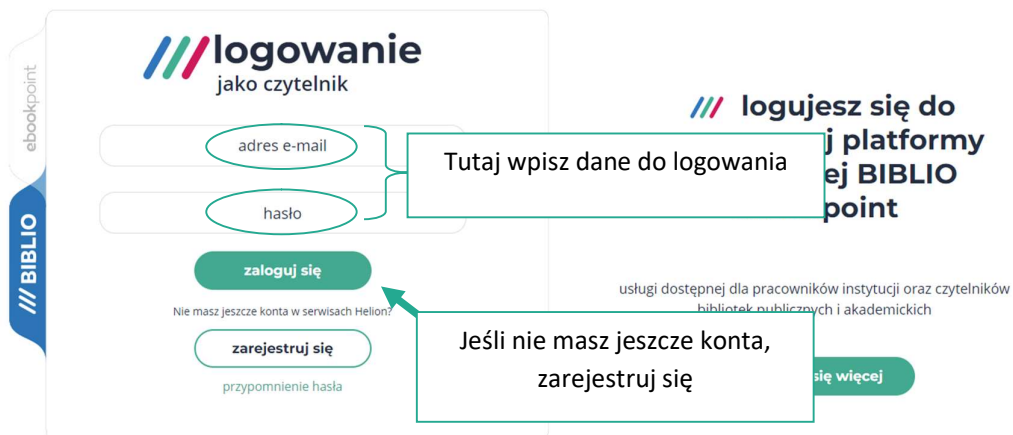 ebookpoint
/// BIBLIO
/// logowanie
jako czytelnik
adres e-mail
hasło
zaloguj się
Nie masz jeszcze konta w serwisach Helion?
zarejestruj się
przypomnienie hasła
Tutaj wpisz dane do logowania
Jeśli nie masz jeszcze konta,
zarejestruj się
/// logujesz się do
j platformy
ej BIBLIO
point
usługi dostępnej dla pracowników instytucji oraz czytelników
bibliotek publicznych i akademickich
się więcej